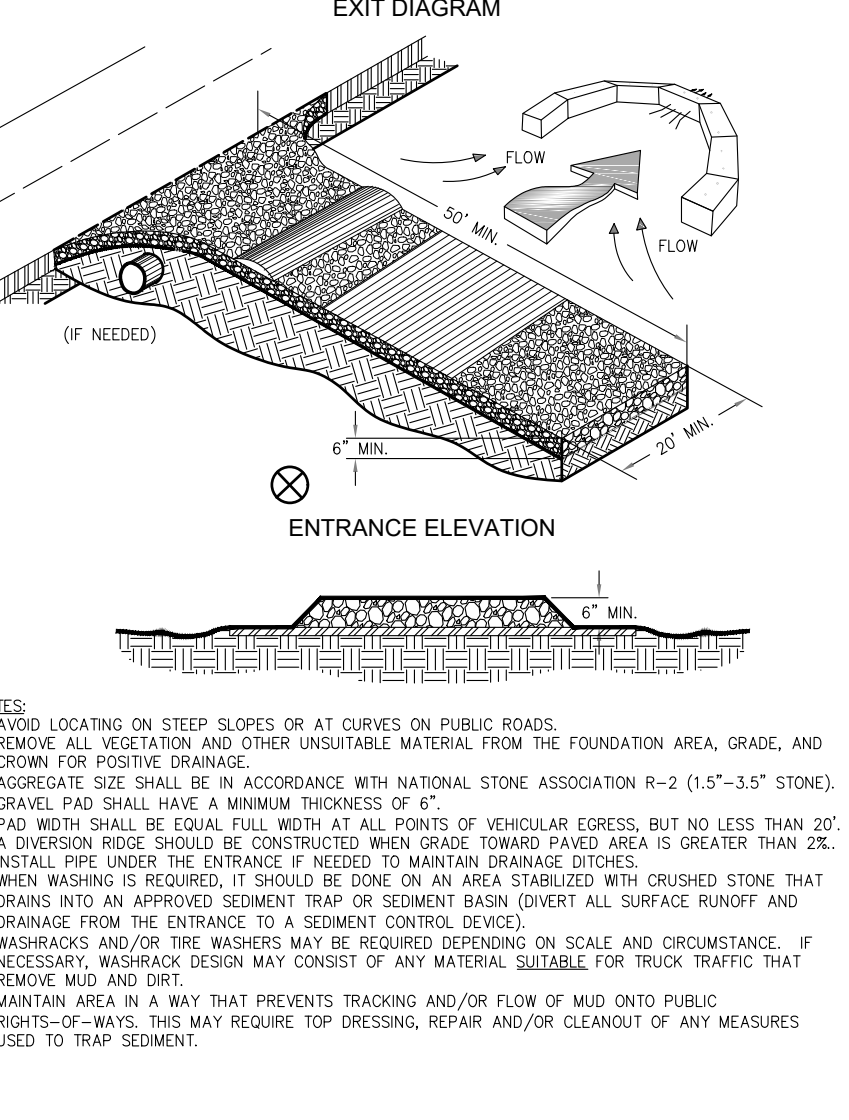 EXIT DIAGRAM
FLOW
50' MIN.
FLOW
(IF NEEDED)
6" MIN.
20' MIN.
ENTRANCE ELEVATION
6" MIN.
TES:
AVOID LOCATING ON STEEP SLOPES OR AT CURVES ON PUBLIC ROADS.
REMOVE ALL VEGETATION AND OTHER UNSUITABLE MATERIAL FROM THE FOUNDATION AREA, GRADE, AND
CROWN FOR POSITIVE DRAINAGE.
AGGREGATE SIZE SHALL BE IN ACCORDANCE WITH NATIONAL STONE ASSOCIATION R-2 (1.5"-3.5" STONE).
GRAVEL PAD SHALL HAVE A MINIMUM THICKNESS OF 6".
PAD WIDTH SHALL BE EQUAL FULL WIDTH AT ALL POINTS OF VEHICULAR EGRESS, BUT NO LESS THAN 20'.
A DIVERSION RIDGE SHOULD BE CONSTRUCTED WHEN GRADE TOWARD PAVED AREA IS GREATER THAN 2%..
INSTALL PIPE UNDER THE ENTRANCE IF NEEDED TO MAINTAIN DRAINAGE DITCHES.
WHEN WASHING IS REQUIRED, IT SHOULD BE DONE ON AN AREA STABILIZED WITH CRUSHED STONE THAT
DRAINS INTO AN APPROVED SEDIMENT TRAP OR SEDIMENT BASIN (DIVERT ALL SURFACE RUNOFF AND
DRAINAGE FROM THE ENTRANCE TO A SEDIMENT CONTROL DEVICE).
WASHRACKS AND/OR TIRE WASHERS MAY BE REQUIRED DEPENDING ON SCALE AND CIRCUMSTANCE. IF
NECESSARY, WASHRACK DESIGN MAY CONSIST OF ANY MATERIAL SUITABLE FOR TRUCK TRAFFIC THAT
REMOVE MUD AND DIRT.
MAINTAIN AREA IN A WAY THAT PREVENTS TRACKING AND/OR FLOW OF MUD ONTO PUBLIC
RIGHTS-OF-WAYS. THIS MAY REQUIRE TOP DRESSING, REPAIR AND/OR CLEANOUT OF ANY MEASURES
USED TO TRAP SEDIMENT.